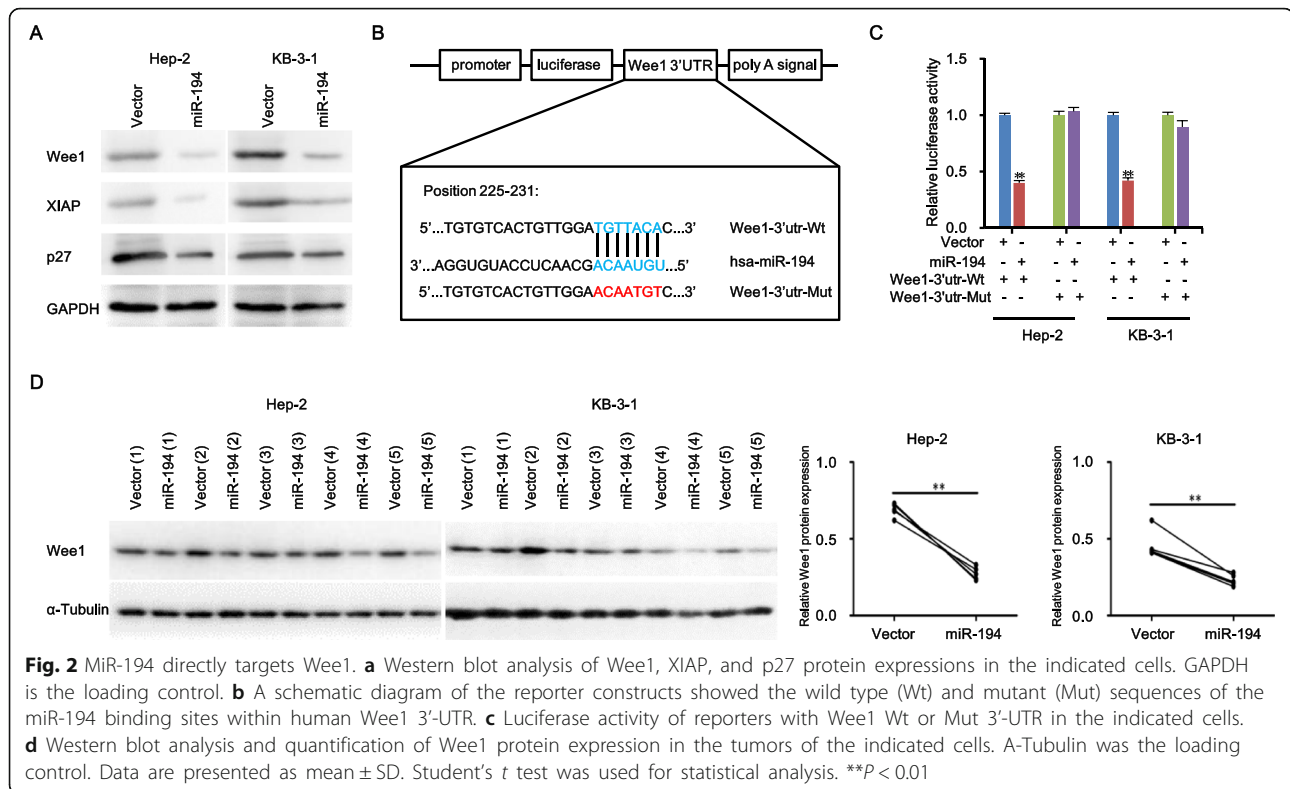 A
Hep-2 KB-3-1
Vector miR-194 Vector miR-194
Wee1
XIAP
p27
GAPDH
B
promoter luciferase Wee1 3'UTR poly A signal
Position 225-231:
5'...TGTGTCACTGTTGGATGTTACAC...3' Wee1-3'utr-Wt
3'...AGGUGUACCUCAACGACAAUGU...5' hsa-miR-194
5'...TGTGTCACTGTTGGAACAATGTC...3' Wee1-3'utr-Mut
C
Relative luciferase activity
1.5
1.0
0.5
0.0
** **
Vector + - + - + - + -
miR-194 - + - + - + - +
Wee1-3'utr-Wt + + - - + + - -
Wee1-3'utr-Mut - - + + - - + +
Hep-2 KB-3-1
D
Hep-2 KB-3-1
Vector (1) miR-194 (1) Vector (2) miR-194 (2) Vector (3) miR-194 (3) Vector (4) miR-194 (4) Vector (5) miR-194 (5) Vector (1) miR-194 (1) Vector (2) miR-194 (2) Vector (3) miR-194 (3) Vector (4) miR-194 (4) Vector (5) miR-194 (5)
Wee1
α-Tubulin
Hep-2
Relative Wee1 protein expression
1.0
0.5
0.0
**
Vector miR-194
KB-3-1
Relative Wee1 protein expression
1.0
0.5
0.0
**
Vector miR-194
Fig. 2 MiR-194 directly targets Wee1. a Western blot analysis of Wee1, XIAP, and p27 protein expressions in the indicated cells. GAPDH
is the loading control. b A schematic diagram of the reporter constructs showed the wild type (Wt) and mutant (Mut) sequences of the
miR-194 binding sites within human Wee1 3'-UTR. c Luciferase activity of reporters with Wee1 Wt or Mut 3'-UTR in the indicated cells.
d Western blot analysis and quantification of Wee1 protein expression in the tumors of the indicated cells. Α-Tubulin was the loading
control. Data are presented as mean ± SD. Student's t test was used for statistical analysis. **P < 0.01